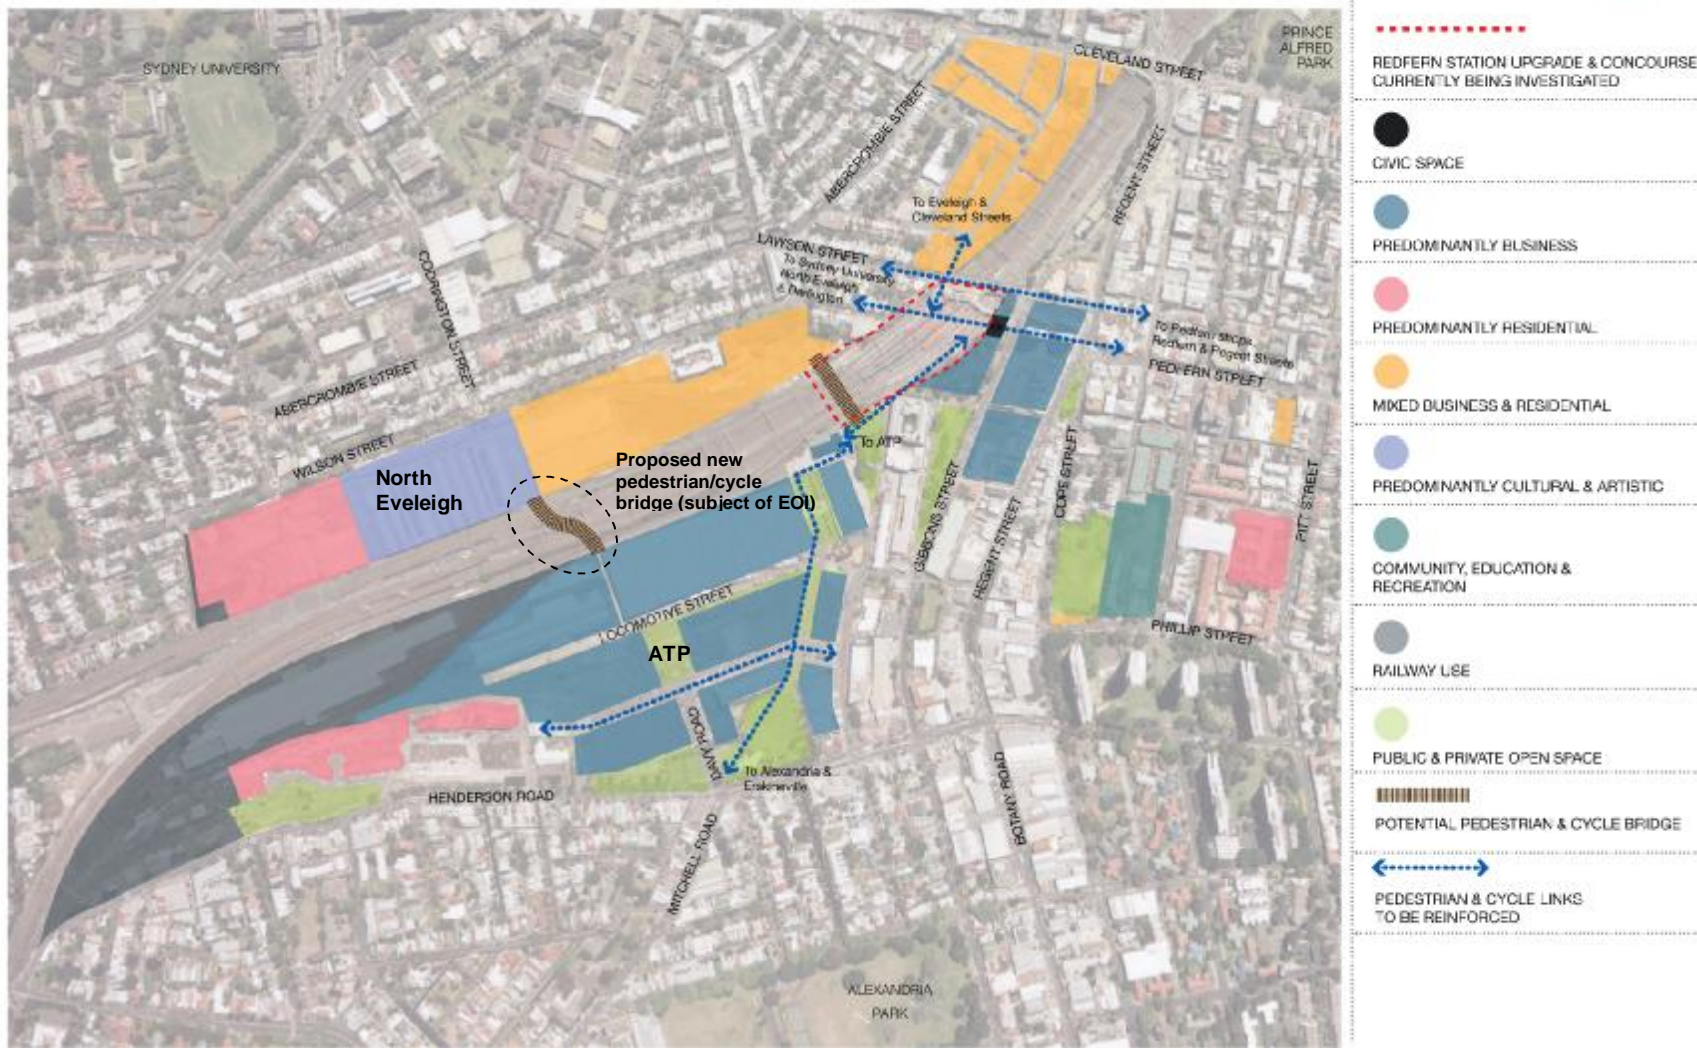 SYDNEY UNIVERSITY
PRINCE
ALFRED
PARK
CLEVELAND STREET
ABERCROMBIE STREET
REGENT STREET
To Eveleigh &
Cleveland Streets
LAWSON STREET
To Sydney University
North Eveleigh
& Darlington
CODRINGTON STREET
To Redfern shops
Redfern & Regent Streets
REDFERN STREET
ABERCROMBIE STREET
WILSON STREET
To ATP
North
Eveleigh
Proposed new
pedestrian/cycle
bridge (subject of EOI)
GIBBONS STREET
COPE STREET
PITT STREET
REGENT STREET
LOCOMOTIVE STREET
PHILLIP STREET
ATP
DAVY ROAD
To Alexandria &
Erskineville
HENDERSON ROAD
BOTANY ROAD
MITCHELL ROAD
ALEXANDRIA
PARK
REDFERN STATION UPGRADE & CONCOURSE
CURRENTLY BEING INVESTIGATED
CIVIC SPACE
PREDOMINANTLY BUSINESS
PREDOMINANTLY RESIDENTIAL
MIXED BUSINESS & RESIDENTIAL
PREDOMINANTLY CULTURAL & ARTISTIC
COMMUNITY, EDUCATION &
RECREATION
RAILWAY USE
PUBLIC & PRIVATE OPEN SPACE
POTENTIAL PEDESTRIAN & CYCLE BRIDGE
PEDESTRIAN & CYCLE LINKS
TO BE REINFORCED